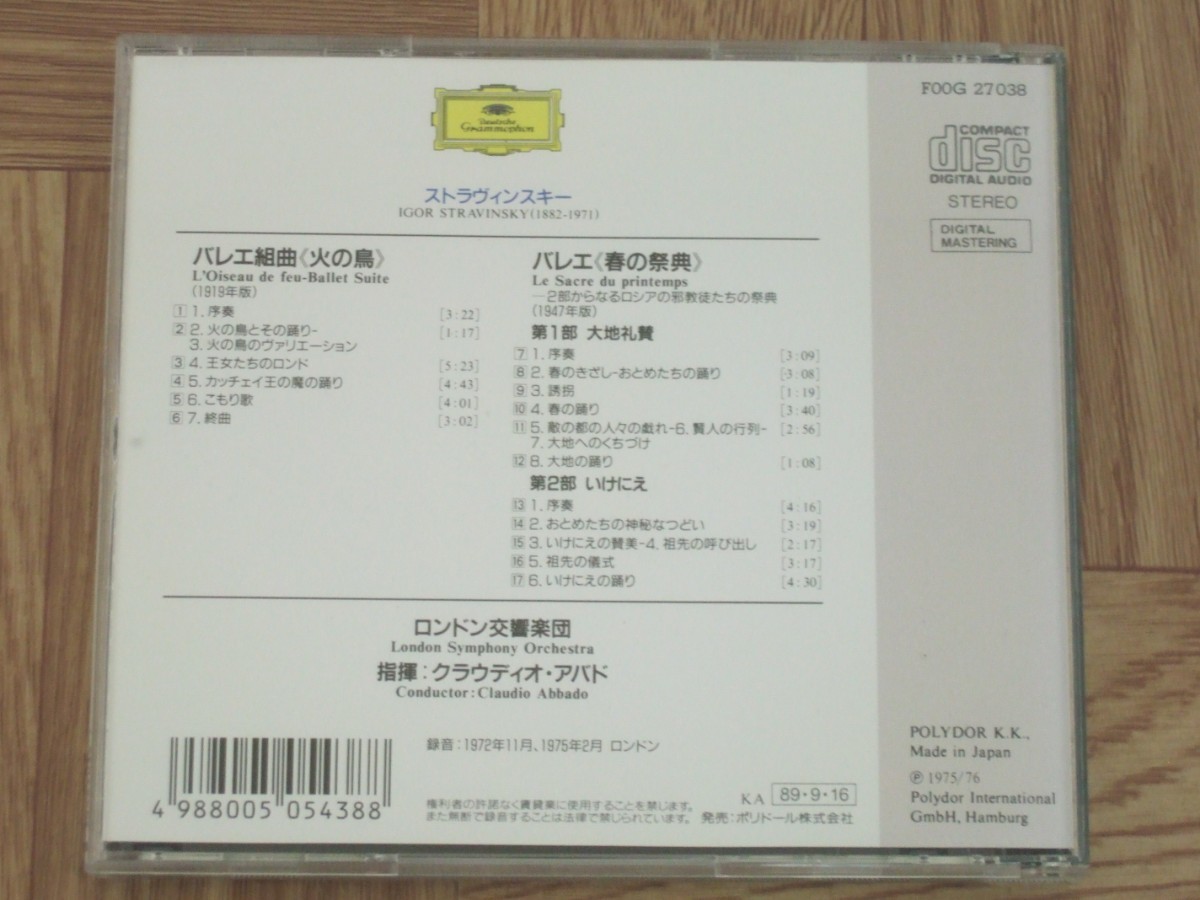 Deutsche
Grammophon
ストラヴィンスキー
IGOR STRAVINSKY(1882-1971)
バレエ組曲《火の鳥》
L'Oiseau de feu-Ballet Suite
(1919年版)
1 1. 序奏 [3:22]
2 2. 火の鳥とその踊り- [1:17]
3. 火の鳥のヴァリエーション
3 4. 王女たちのロンド [5:23]
4 5. カッチェイ王の魔の踊り [4:43]
5 6. こもり歌 [4:01]
6 7. 終曲 [3:02]
バレエ《春の祭典》
Le Sacre du printemps
—2部からなるロシアの邪教徒たちの祭典
(1947年版)
第1部 大地礼賛
7 1. 序奏 [3:09]
8 2. 春のきざし-おとめたちの踊り [3:08]
9 3. 誘拐 [1:19]
10 4. 春の踊り [3:40]
11 5. 敵の都の人々の戯れ-6. 賢人の行列- [2:56]
7. 大地へのくちづけ
12 8. 大地の踊り [1:08]
第2部 いけにえ
13 1. 序奏 [4:16]
14 2. おとめたちの神秘なつどい [3:19]
15 3. いけにえの賛美-4. 祖先の呼び出し [2:17]
16 5. 祖先の儀式 [3:17]
17 6. いけにえの踊り [4:30]
ロンドン交響楽団
London Symphony Orchestra
指揮:クラウディオ・アバド
Conductor:Claudio Abbado
録音:1972年11月、1975年2月 ロンドン
4 988005 054388
権利者の許諾なく賃貸業に使用することを禁じます。
また無断で録音することは法律で禁じられています。
KA 89・9・16
発売:ポリドール株式会社
F00G 27038
COMPACT
disc
DIGITAL AUDIO
STEREO
DIGITAL
MASTERING
POLYDOR K.K.,
Made in Japan
℗ 1975/76
Polydor International
GmbH, Hamburg